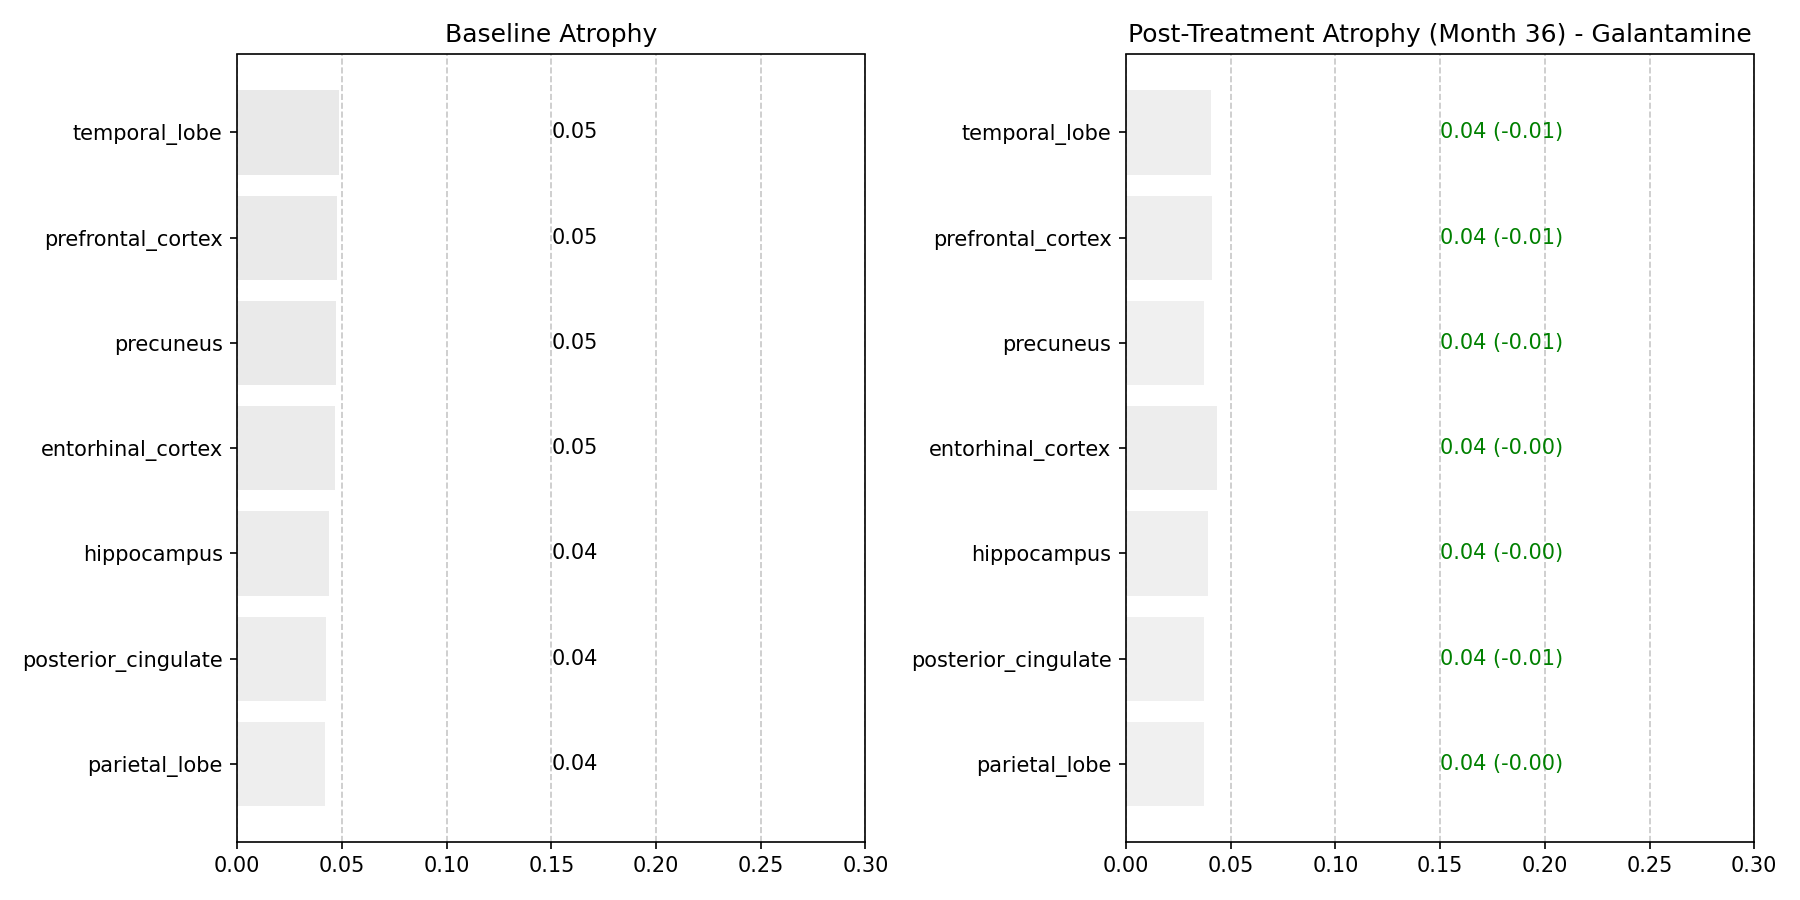 Baseline Atrophy
temporal_lobe
0.05
prefrontal_cortex
0.05
precuneus
0.05
entorhinal_cortex
0.05
hippocampus
0.04
posterior_cingulate
0.04
parietal_lobe
0.04
0.00 0.05 0.10 0.15 0.20 0.25 0.30
Post-Treatment Atrophy (Month 36) - Galantamine
temporal_lobe
0.04 (-0.01)
prefrontal_cortex
0.04 (-0.01)
precuneus
0.04 (-0.01)
entorhinal_cortex
0.04 (-0.00)
hippocampus
0.04 (-0.00)
posterior_cingulate
0.04 (-0.01)
parietal_lobe
0.04 (-0.00)
0.00 0.05 0.10 0.15 0.20 0.25 0.30